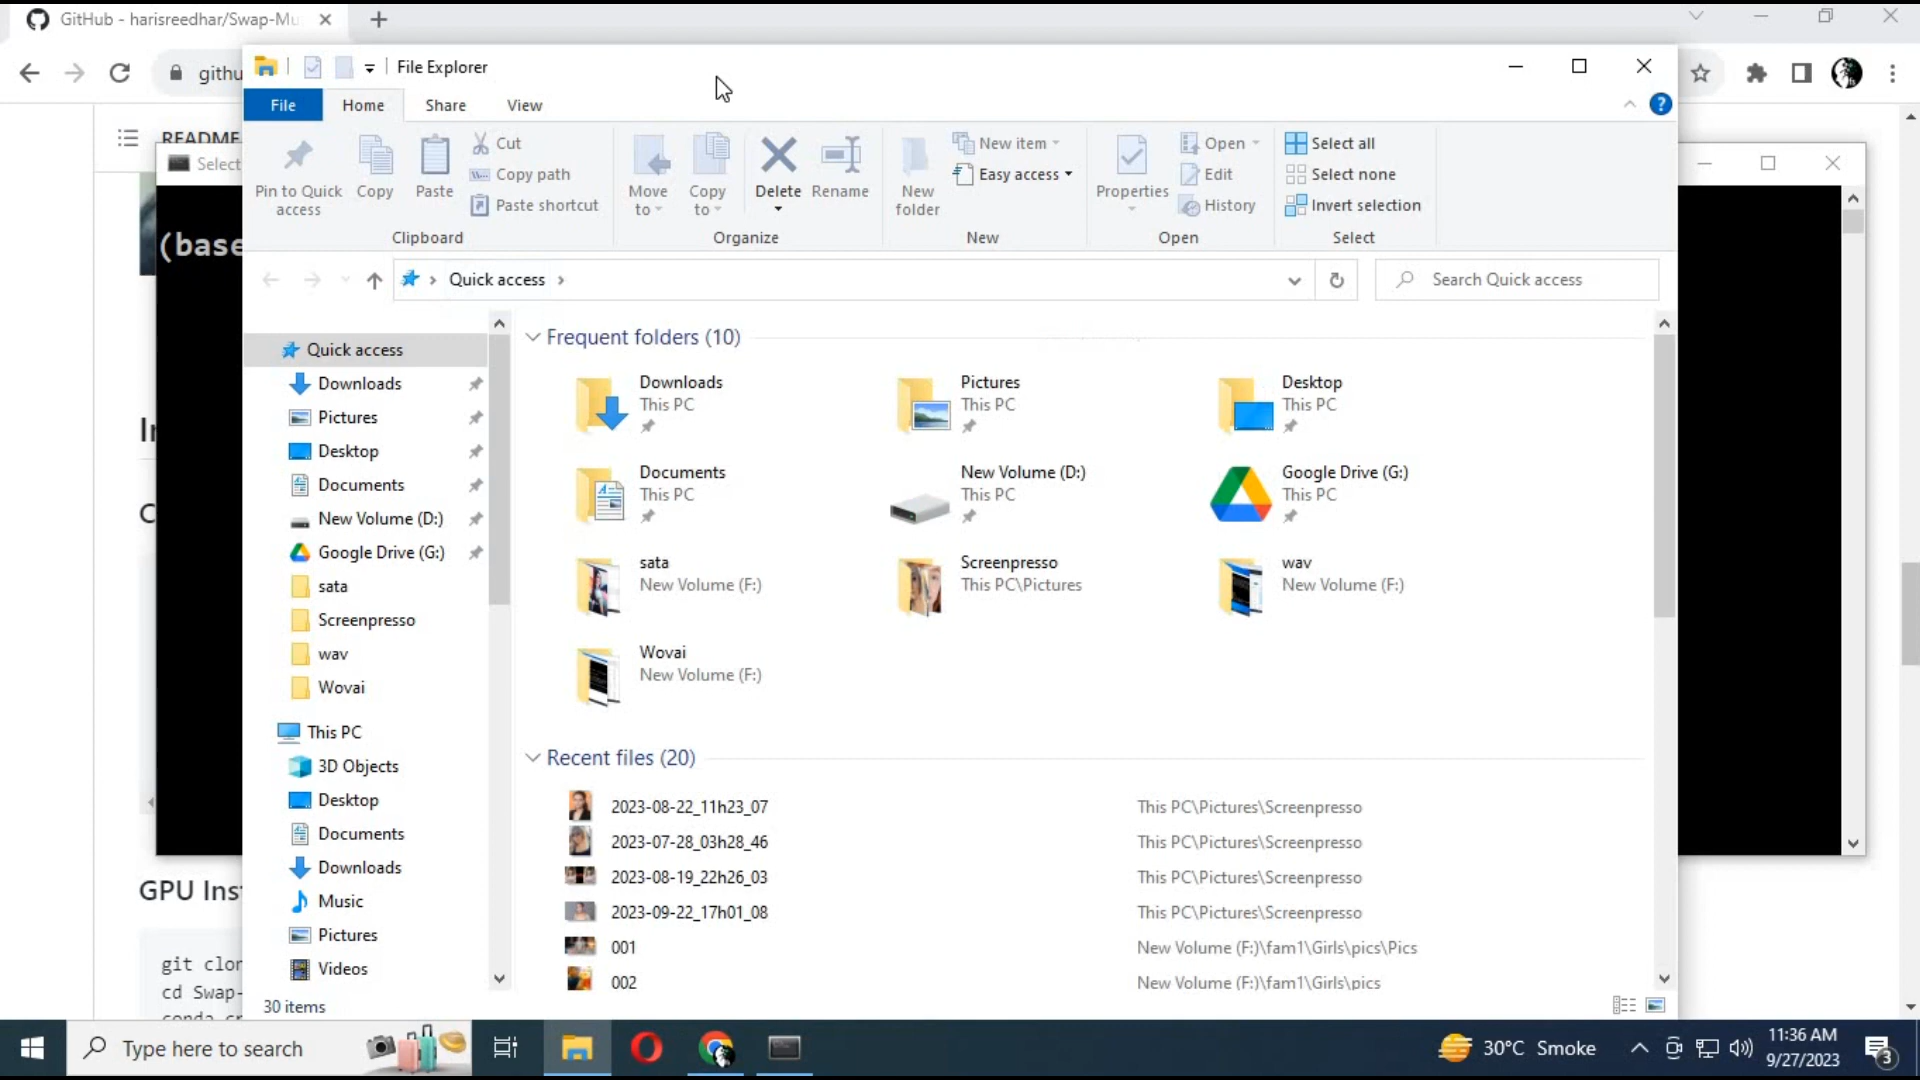 GitHub - harisreedhar/Swap-Mu
githu
File Explorer
File
Home
Share
View
README
Select
Pin to Quick access
Copy
Paste
Cut
Copy path
Paste shortcut
Clipboard
Move to
Copy to
Delete
Rename
Organize
New folder
New item
Easy access
New
Properties
Open
Edit
History
Open
Select all
Select none
Invert selection
Select
(base
Quick access
Search Quick access
Quick access
Downloads
Pictures
Desktop
Documents
New Volume (D:)
Google Drive (G:)
sata
Screenpresso
wav
Wovai
This PC
3D Objects
Desktop
Documents
Downloads
Music
Pictures
Videos
Frequent folders (10)
Downloads
This PC
Pictures
This PC
Desktop
This PC
Documents
This PC
New Volume (D:)
This PC
Google Drive (G:)
This PC
sata
New Volume (F:)
Screenpresso
This PC\Pictures
wav
New Volume (F:)
Wovai
New Volume (F:)
Recent files (20)
2023-08-22_11h23_07 This PC\Pictures\Screenpresso
2023-07-28_03h28_46 This PC\Pictures\Screenpresso
2023-08-19_22h26_03 This PC\Pictures\Screenpresso
2023-09-22_17h01_08 This PC\Pictures\Screenpresso
001 New Volume (F:)\fam1\Girls\pics\Pics
002 New Volume (F:)\fam1\Girls\pics
30 items
GPU Ins
git clon
cd Swap-
Type here to search
30°C Smoke
11:36 AM
9/27/2023
3